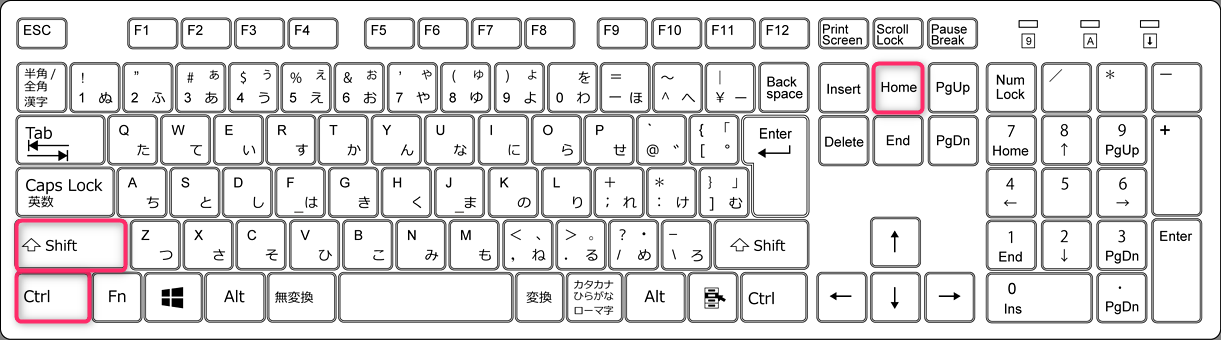 ESC F1 F2 F3 F4 F5 F6 F7 F8 F9 F10 F11 F12 Print Screen Scroll Lock Pause Break 9 A ⬇
半角 / 全角 漢字 ! 1 ぬ ” 2 ふ # ぁ 3 あ $ ぅ 4 う % ぇ 5 え & ぉ 6 お ’ ゃ 7 や ( ゅ 8 ゆ ) ょ 9 よ を 0 わ = ー ほ ～ ^ へ | ￥ ー Back space Insert Home PgUp Num Lock ／ ＊ ー
Tab Q た W て E い R す T か Y ん U な I に O ら P せ ` @ ゛ { 「 [ ° Enter Delete End PgDn 7 Home 8 ↑ 9 PgUp +
Caps Lock 英数 A ち S と D し F _ は G き H く J _ ま K の L り + ; れ ＊ : け } 」 ] む 4 ← 5 6 →
Shift Z つ X さ C そ V ひ B こ N み M も < 、 , ね > 。 . る ? ・ / め _ \ ろ Shift ↑ 1 End 2 ↓ 3 PgDn Enter
Ctrl Fn Alt 無変換 変換 カタカナ ひらがな ローマ字 Alt Ctrl ← ↓ → 0 Ins . PgDn